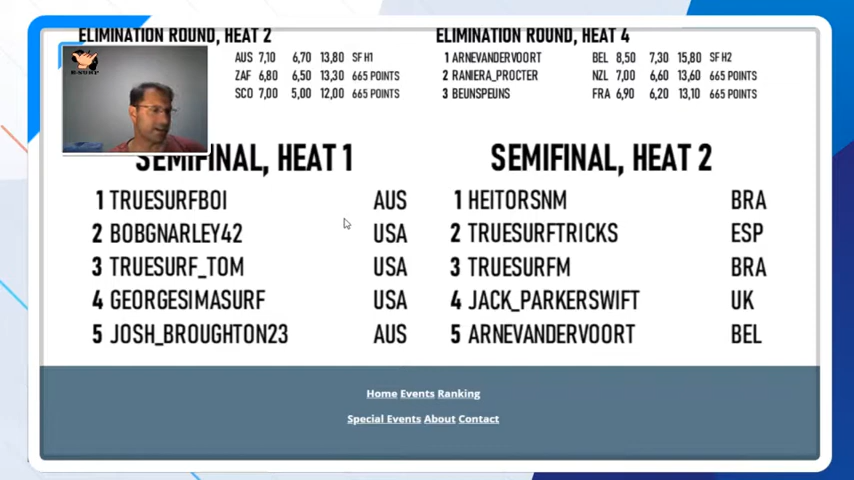 ELIMINATION ROUND, HEAT 2
AUS 7,10 6,70 13,80 SF H1
ZAF 6,80 6,50 13,30 665 POINTS
SCO 7,00 5,00 12,00 665 POINTS
ELIMINATION ROUND, HEAT 4
1 ARNEVANDERVOORT BEL 8,50 7,30 15,80 SF H2
2 RANIERA_PROCTER NZL 7,00 6,60 13,60 665 POINTS
3 BEUNSPEUNS FRA 6,90 6,20 13,10 665 POINTS
SEMIFINAL, HEAT 1
1 TRUESURFBOI AUS
2 BOBGNARLEY42 USA
3 TRUESURF_TOM USA
4 GEORGESIMASURF USA
5 JOSH_BROUGHTON23 AUS
SEMIFINAL, HEAT 2
1 HEITORSNM BRA
2 TRUESURFTRICKS ESP
3 TRUESURFM BRA
4 JACK_PARKERSWIFT UK
5 ARNEVANDERVOORT BEL
Home Events Ranking
Special Events About Contact